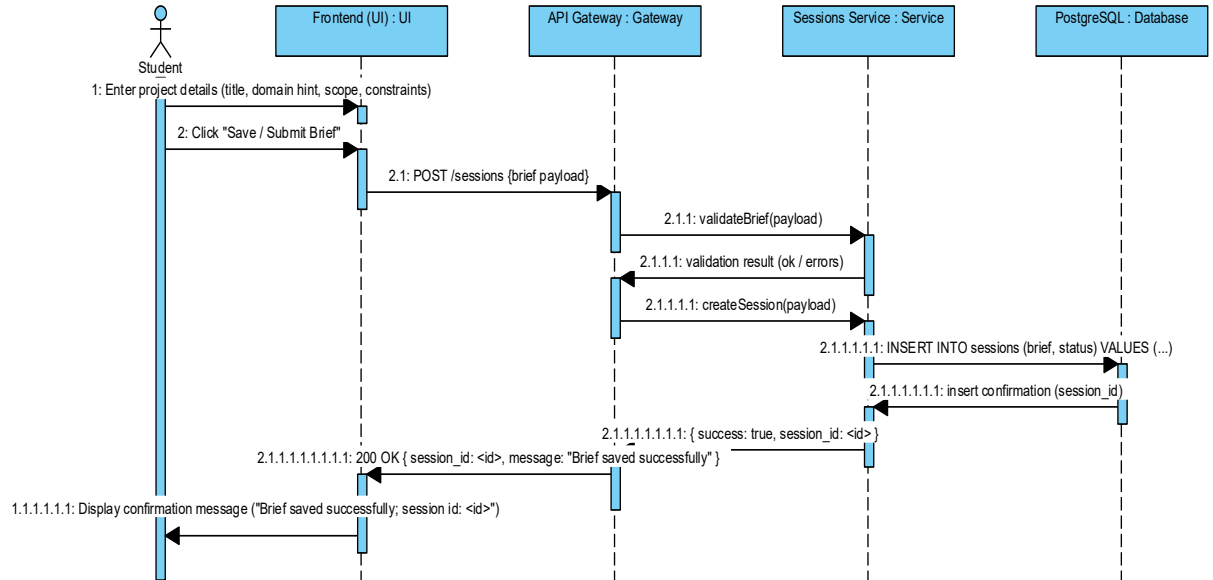 Frontend (UI) : UI
API Gateway : Gateway
Sessions Service : Service
PostgreSQL : Database
Student
1: Enter project details (title, domain hint, scope, constraints)
2: Click "Save / Submit Brief"
2.1: POST /sessions {brief payload}
2.1.1: validateBrief(payload)
2.1.1.1: validation result (ok / errors)
2.1.1.1.1: createSession(payload)
2.1.1.1.1.1: INSERT INTO sessions (brief, status) VALUES (...)
2.1.1.1.1.1.1: insert confirmation (session_id)
2.1.1.1.1.1.1.1: { success: true, session_id: <id> }
2.1.1.1.1.1.1.1.1: 200 OK { session_id: <id>, message: "Brief saved successfully" }
1.1.1.1.1.1: Display confirmation message ("Brief saved successfully; session id: <id>")